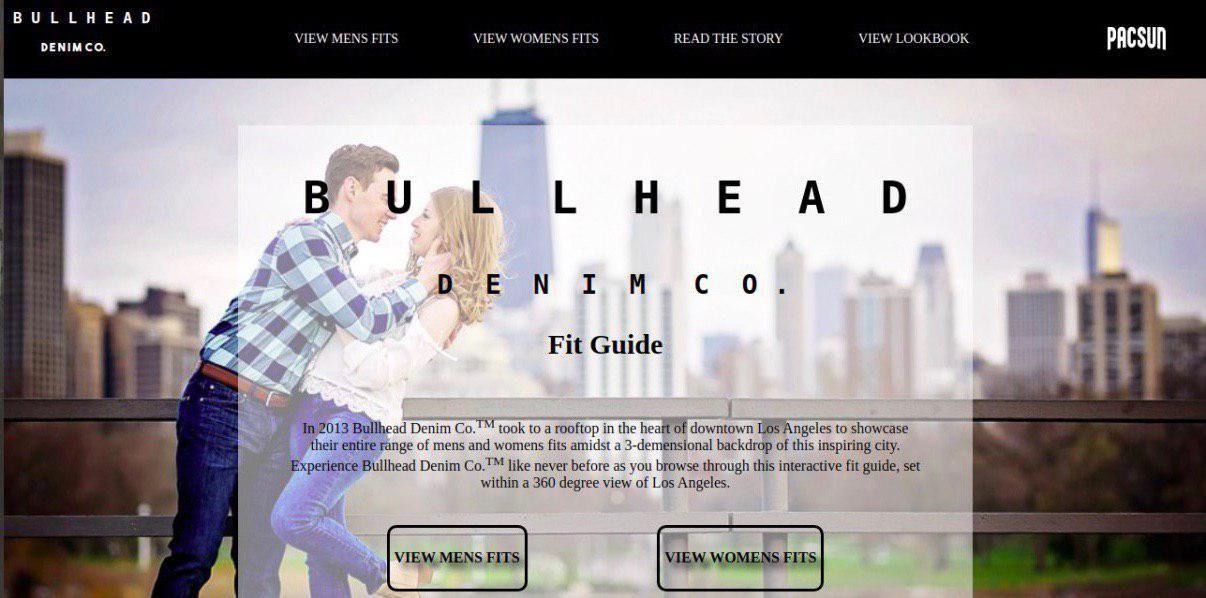 BULLHEAD
DENIM CO.
VIEW MENS FITS
VIEW WOMENS FITS
READ THE STORY
VIEW LOOKBOOK
PACSUN
BULLHEAD
DENIM CO.
Fit Guide
In 2013 Bullhead Denim Co.TM took to a rooftop in the heart of downtown Los Angeles to showcase
their entire range of mens and womens fits amidst a 3-demensional backdrop of this inspiring city.
Experience Bullhead Denim Co.TM like never before as you browse through this interactive fit guide, set
within a 360 degree view of Los Angeles.
VIEW MENS FITS
VIEW WOMENS FITS